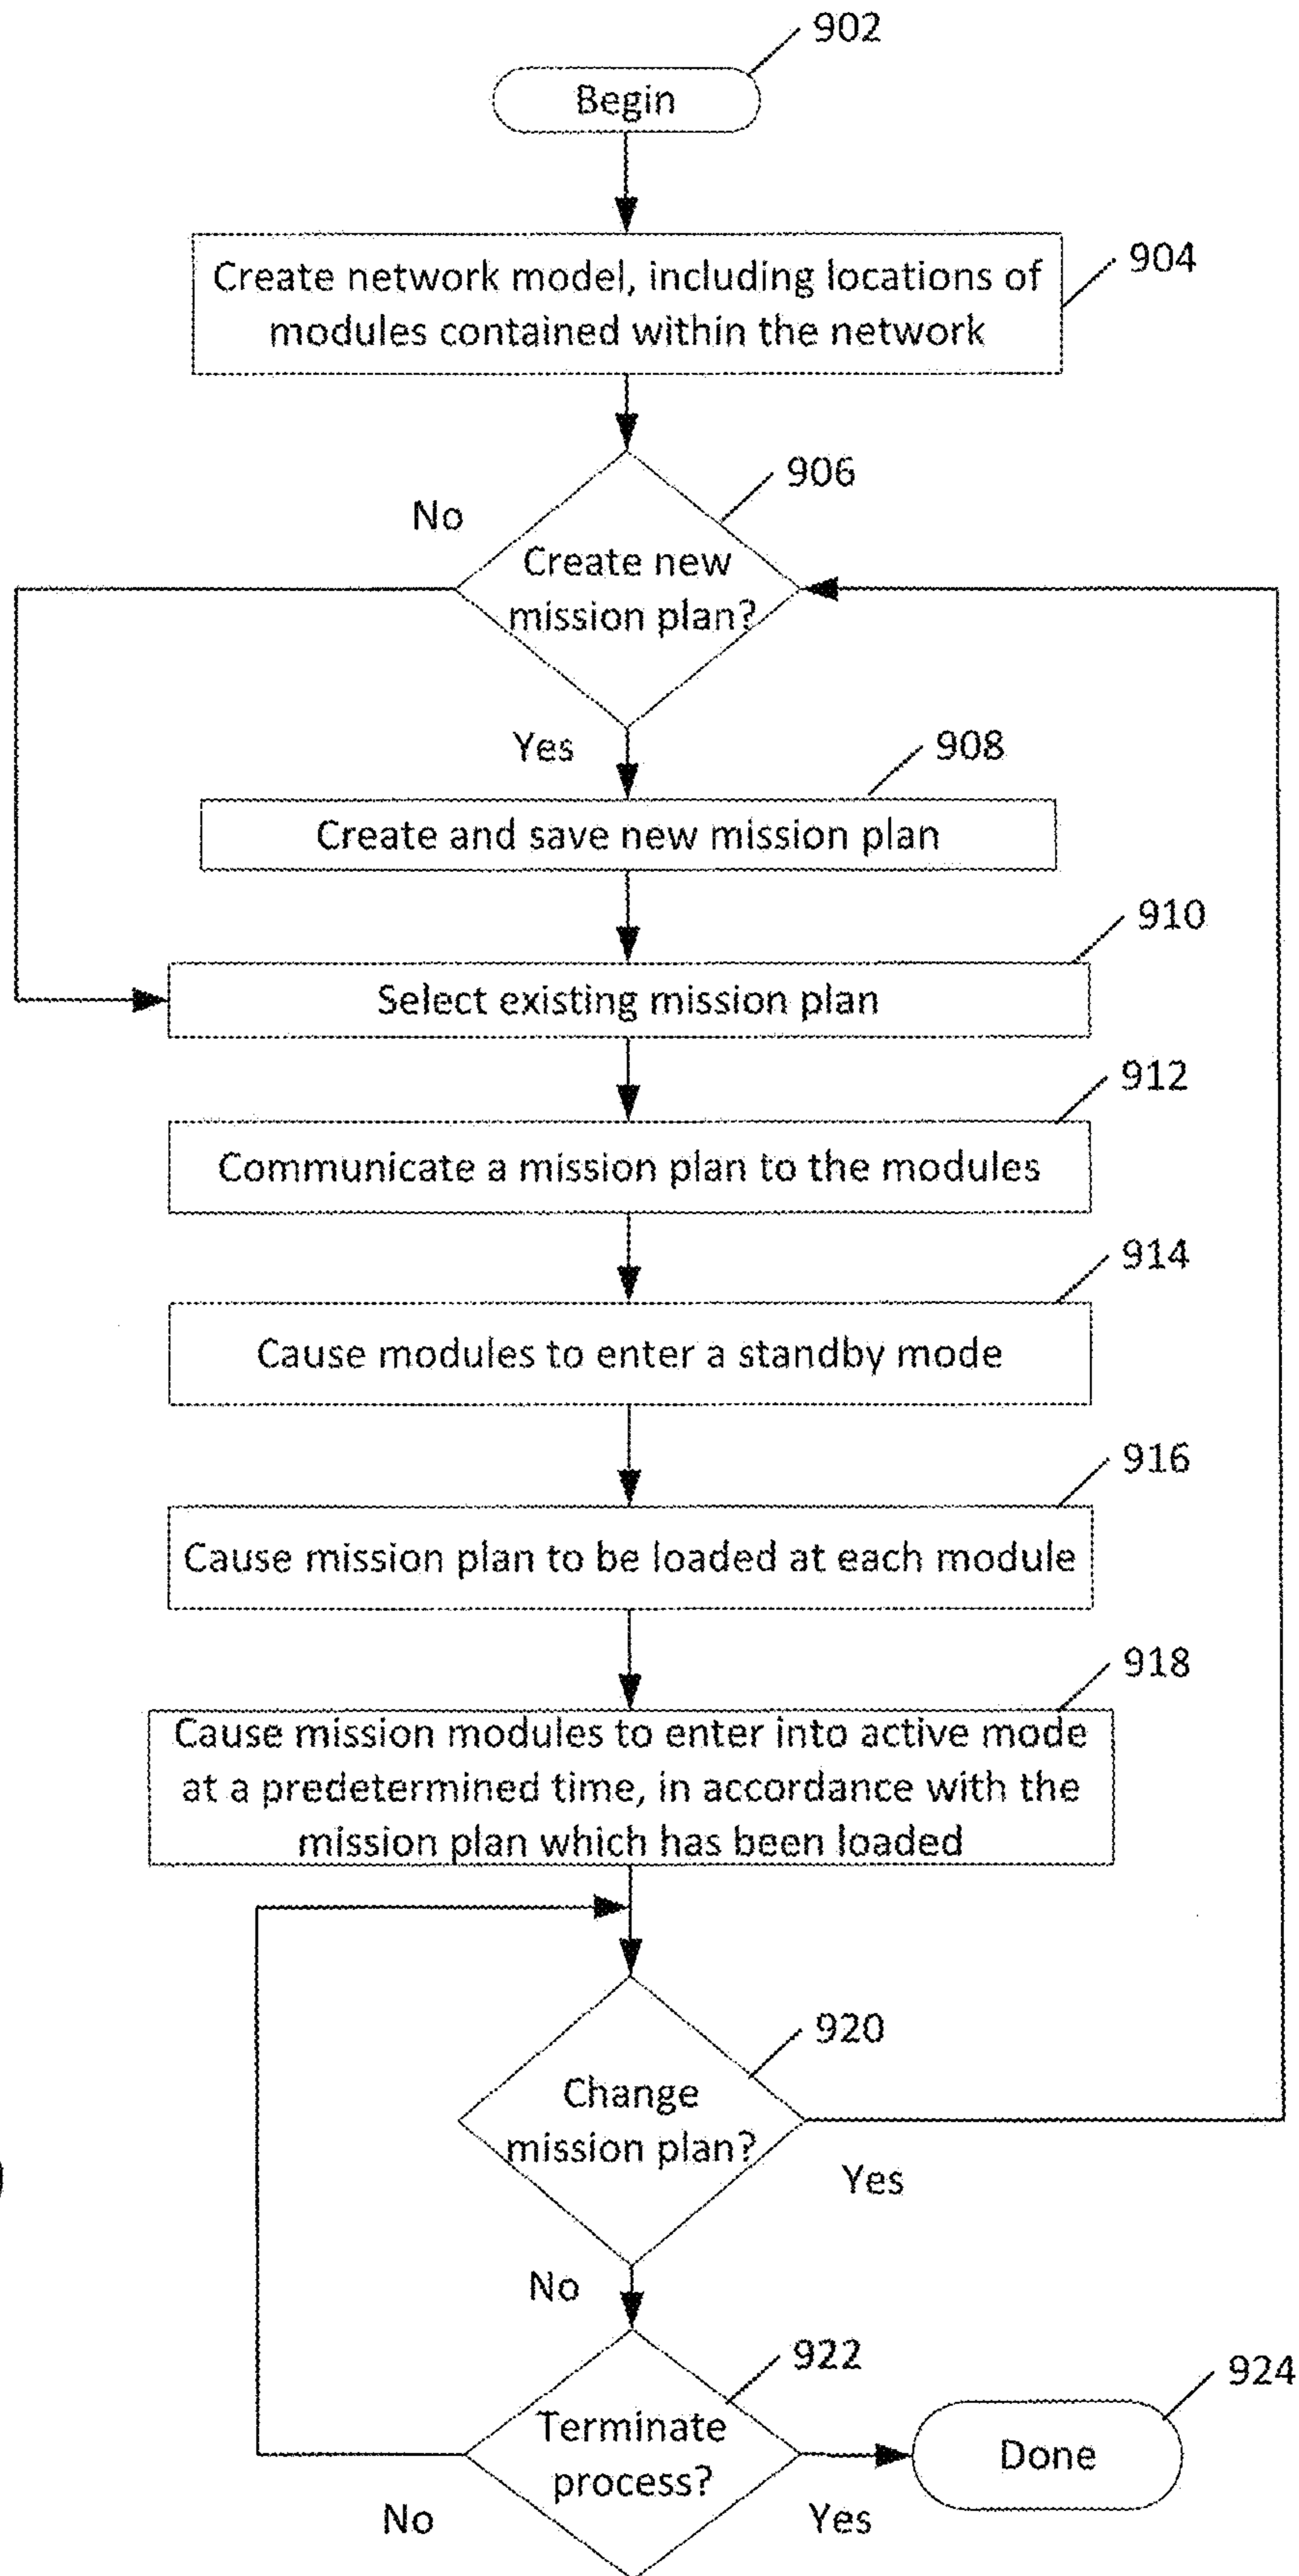 902
Begin
904
Create network model, including locations of
modules contained within the network
906
No
Create new
mission plan?
Yes
908
Create and save new mission plan
910
Select existing mission plan
912
Communicate a mission plan to the modules
914
Cause modules to enter a standby mode
916
Cause mission plan to be loaded at each module
918
Cause mission modules to enter into active mode
at a predetermined time, in accordance with the
mission plan which has been loaded
920
Change
mission plan?
Yes
No
922
924
Terminate
process?
Done
No
Yes